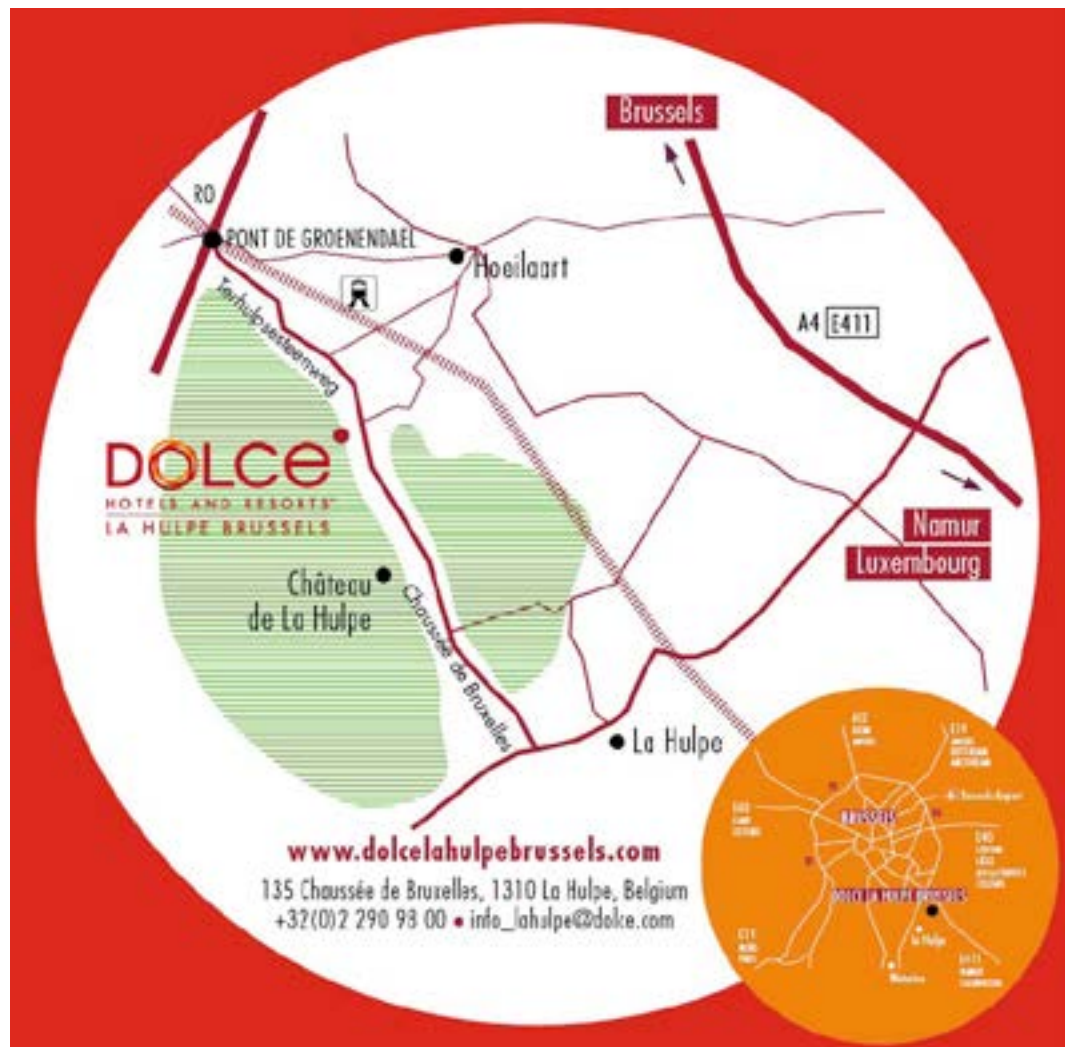 Brussels
RO
PONT DE GROENENDAEL
Hoeilaart
Terhulpsesteenweg
A4 E411
DOLCE
HOTELS AND RESORTS
LA HULPE BRUSSELS
Namur
Luxembourg
Château
de La Hulpe
Chaussée de Bruxelles
La Hulpe
www.dolcelahulpebrussels.com
135 Chaussée de Bruxelles, 1310 La Hulpe, Belgium
+32(0)2 290 98 00 • info_lahulpe@dolce.com
BRUSSELS
DOLCE LA HULPE BRUSSELS
La Hulpe